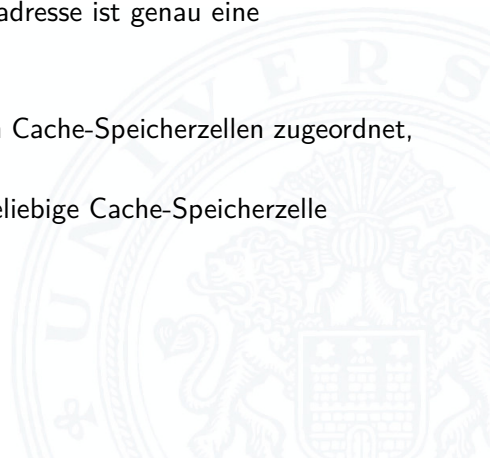 adresse ist genau eine
Cache-Speicherzellen zugeordnet,
eliebige Cache-Speicherzelle
U N I V E R S